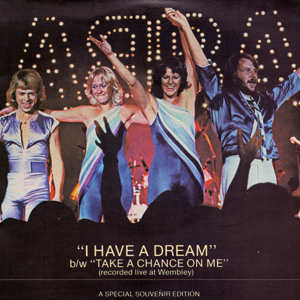 ABBA
"I HAVE A DREAM"
b/w "TAKE A CHANCE ON ME"
(recorded live at Wembley)
A SPECIAL SOUVENIR EDITION